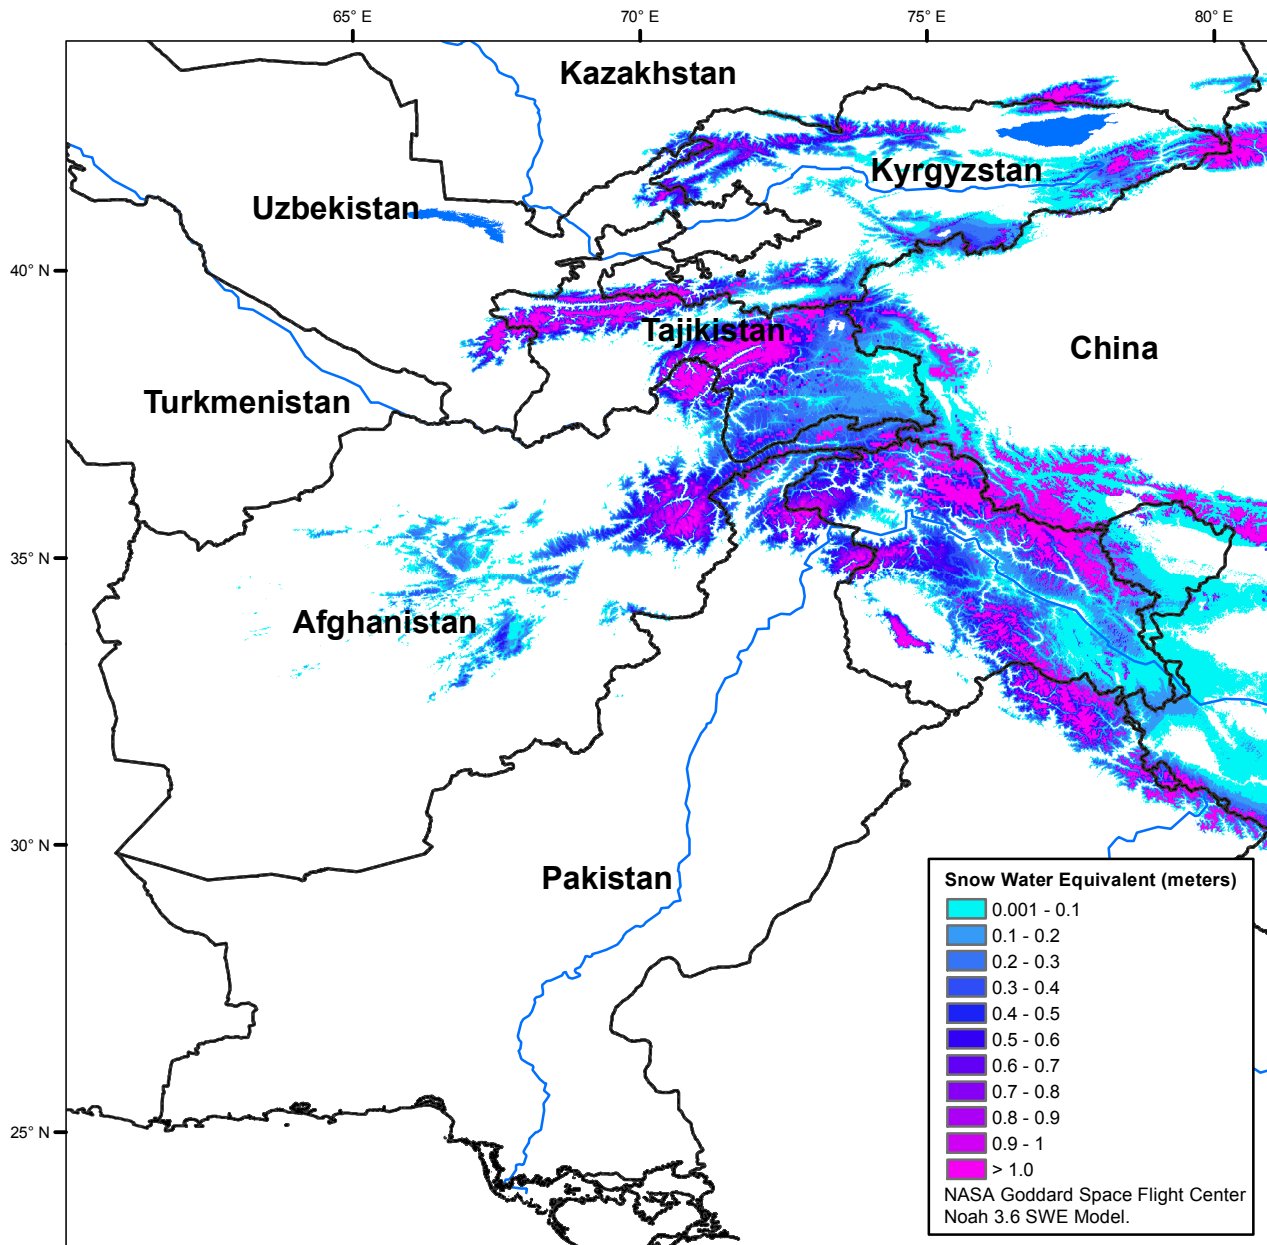 65° E
70° E
75° E
80° E
Kazakhstan
Kyrgyzstan
Uzbekistan
40° N
Tajikistan
China
Turkmenistan
35° N
Afghanistan
30° N
Pakistan
25° N
Snow Water Equivalent (meters)
0.001 - 0.1
0.1 - 0.2
0.2 - 0.3
0.3 - 0.4
0.4 - 0.5
0.5 - 0.6
0.6 - 0.7
0.7 - 0.8
0.8 - 0.9
0.9 - 1
> 1.0
NASA Goddard Space Flight Center
Noah 3.6 SWE Model.